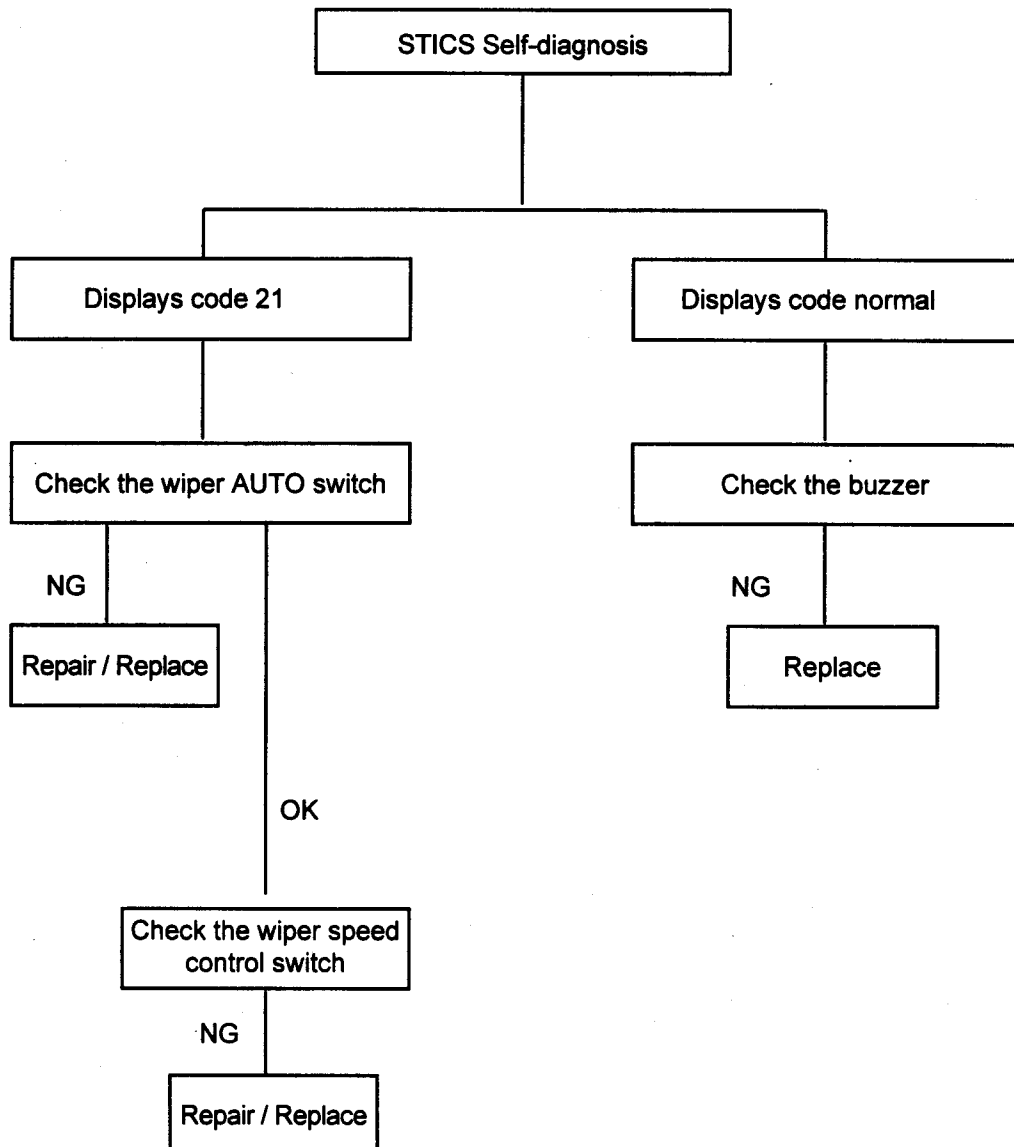 STICS Self-diagnosis
Displays code 21
Displays code normal
Check the wiper AUTO switch
Check the buzzer
NG
NG
Repair / Replace
Replace
OK
Check the wiper speed
control switch
NG
Repair / Replace